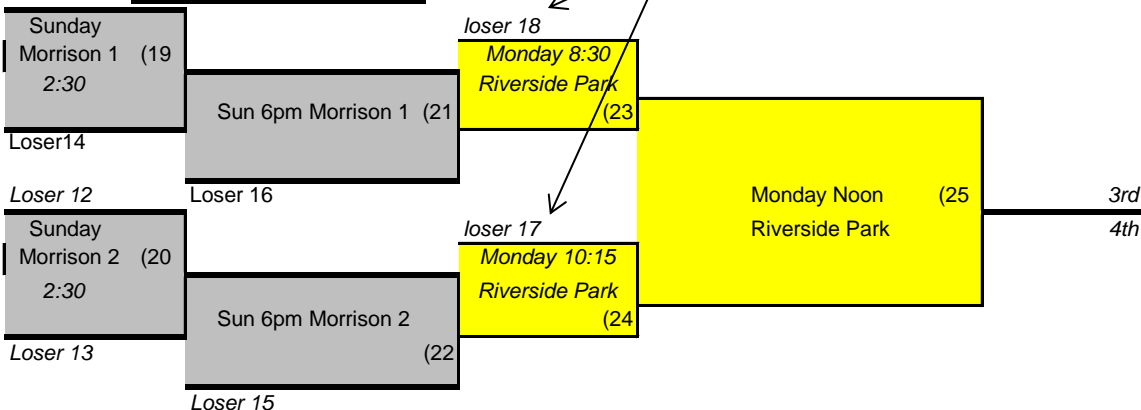 Sunday
Morrison 1 (19
2:30
Loser14
Sun 6pm Morrison 1 (21
Loser 16
loser 18
Monday 8:30
Riverside Park
(23
Loser 12
Sunday
Morrison 2 (20
2:30
Loser 13
Sun 6pm Morrison 2
(22
Loser 15
loser 17
Monday 10:15
Riverside Park
(24
Monday Noon (25
Riverside Park
3rd
4th